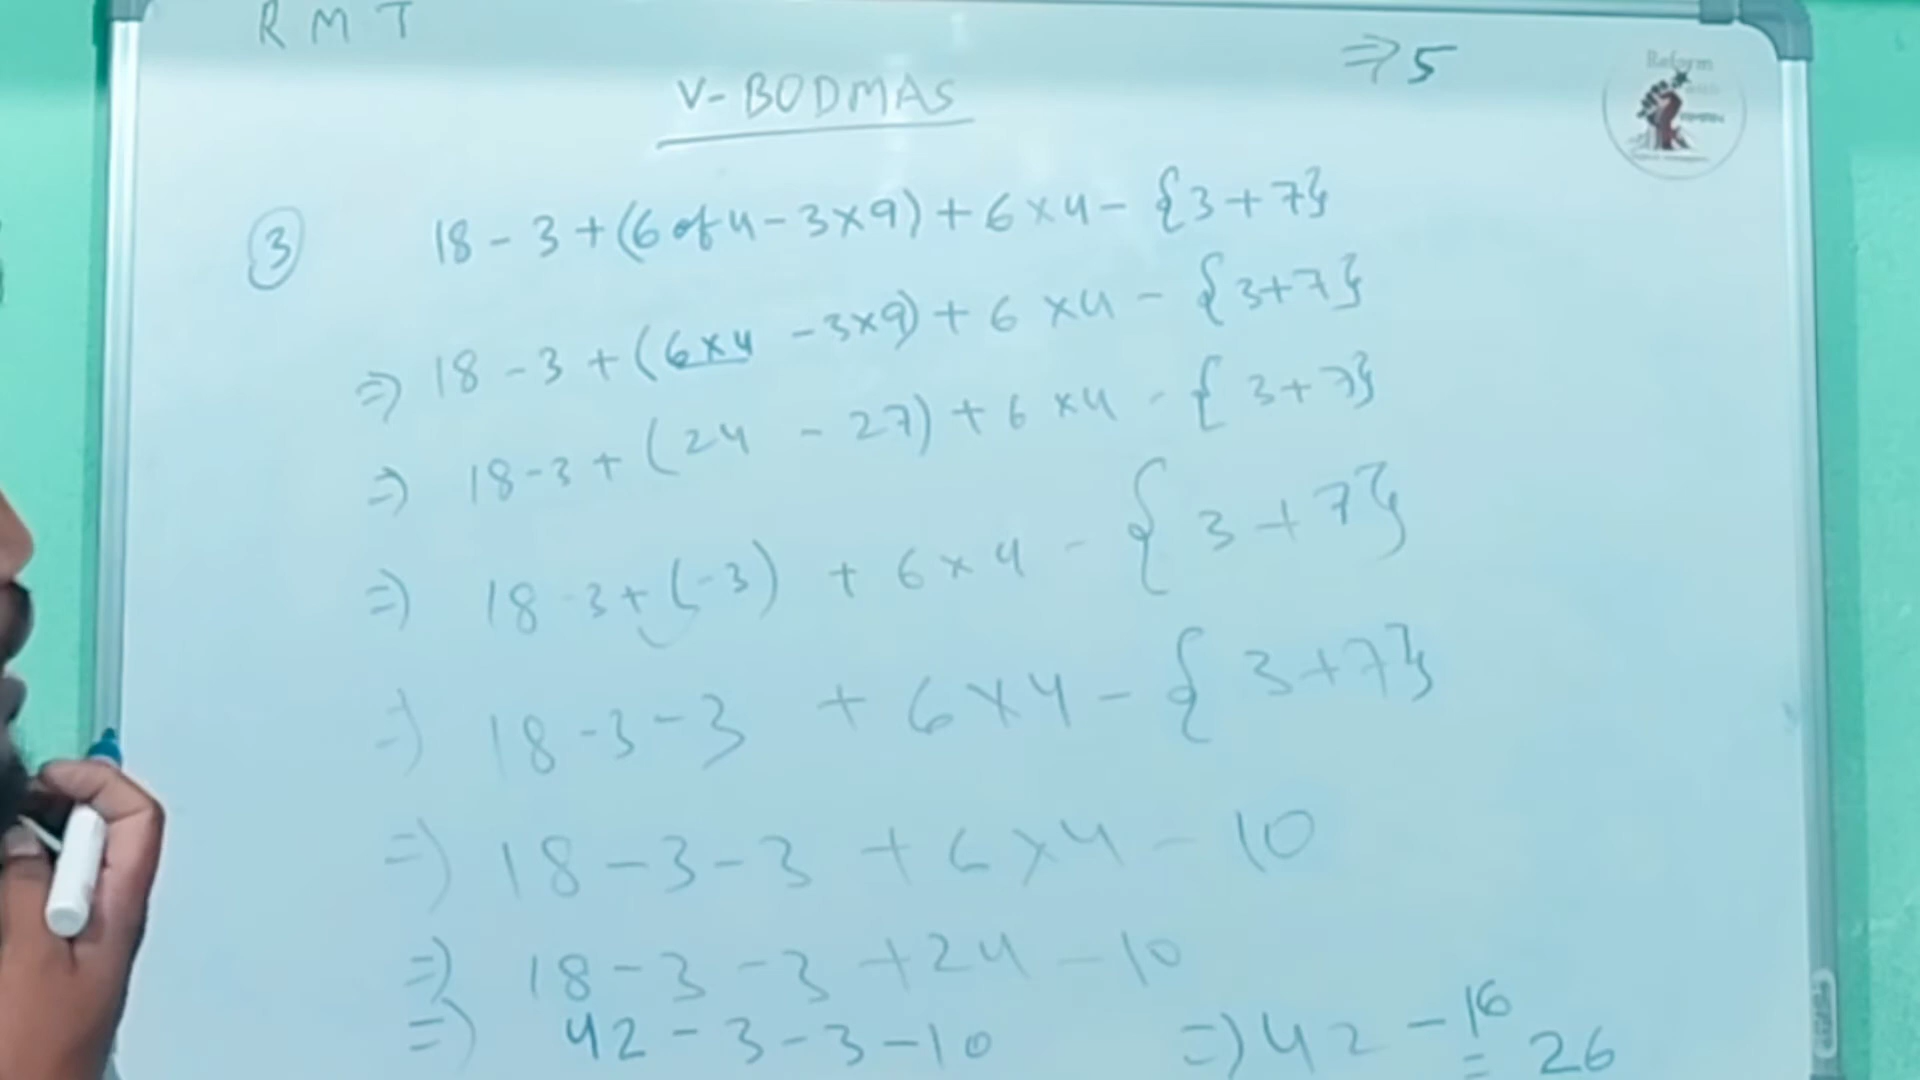 R M T
⇒ 5
V-BODMAS
Reform
③ 18 - 3 + (6 of 4 - 3 × 9) + 6 × 4 - {3 + 7}
⇒ 18 - 3 + (6×4 - 3×9) + 6 × 4 - {3+7}
⇒ 18 - 3 + (24 - 27) + 6 × 4 - {3+7}
⇒ 18 - 3 + (-3) + 6 × 4 - {3 + 7}
⇒ 18 - 3 - 3 + 6 × 4 - {3+7}
⇒ 18 - 3 - 3 + 6 × 4 - 10
⇒ 18 - 3 - 3 + 24 - 10
⇒ 42 - 3 - 3 - 10 ⇒ 42 - 16
= 26